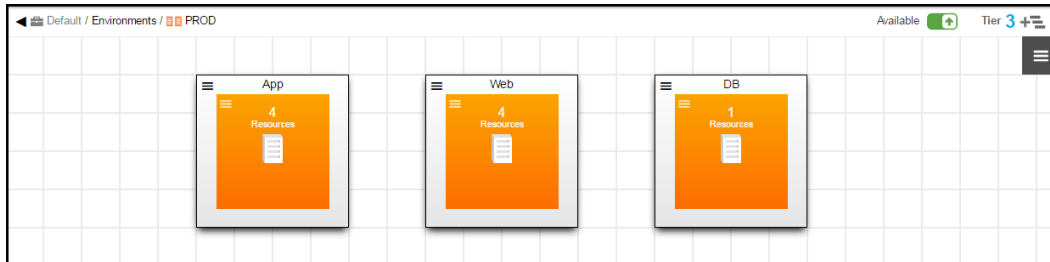 Default / Environments / PROD
Available
Tier 3
App
Web
DB
4
Resources
4
Resources
1
Resources